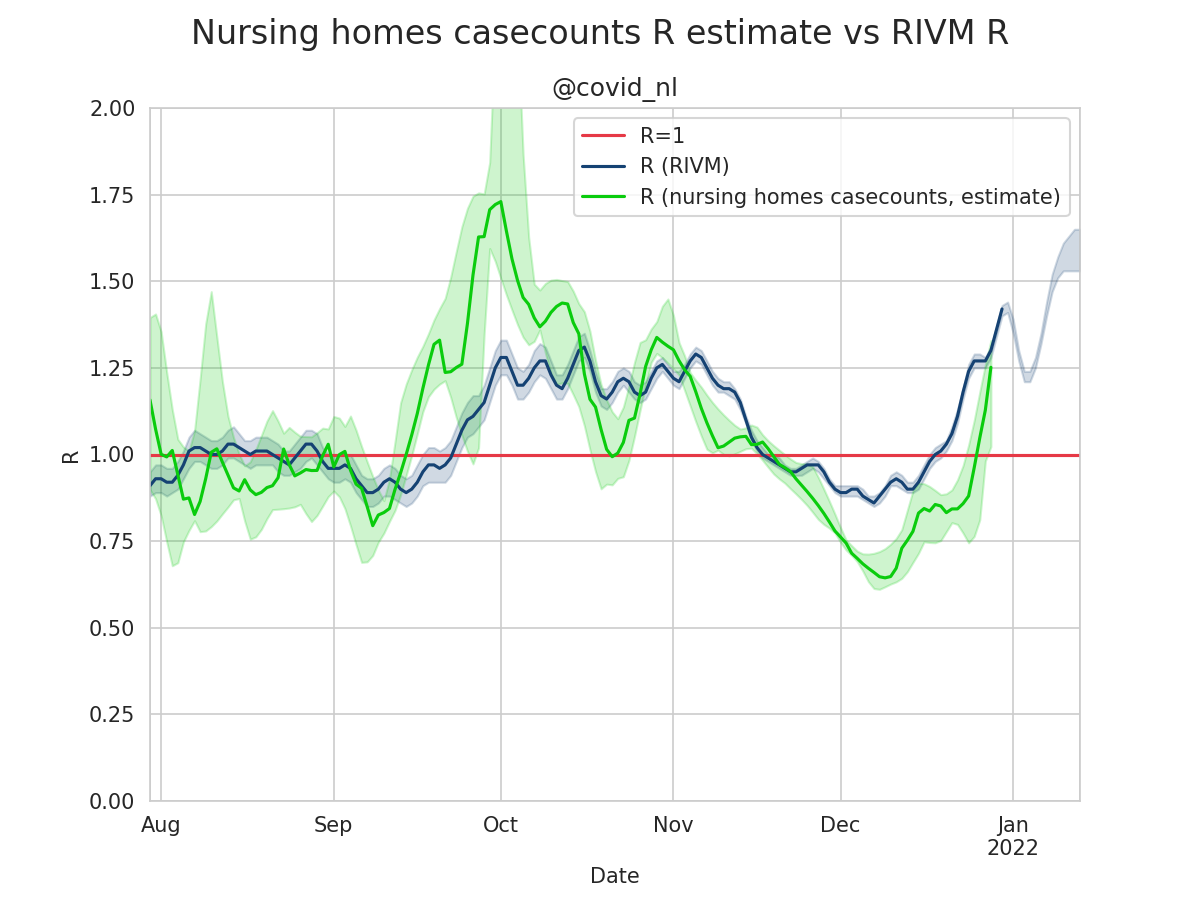 Nursing homes casecounts R estimate vs RIVM R
@covid_nl
R=1
R (RIVM)
R (nursing homes casecounts, estimate)
2.00
1.75
1.50
1.25
1.00
0.75
0.50
0.25
0.00
R
Aug
Sep
Oct
Nov
Dec
Jan
2022
Date